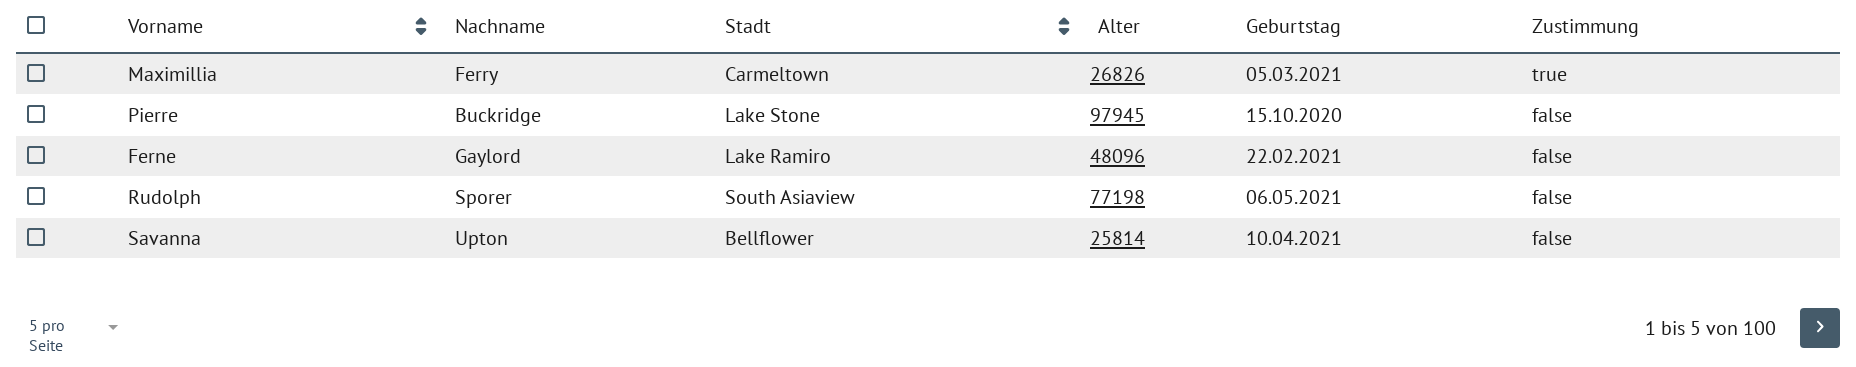 Vorname Nachname Stadt Alter Geburtstag Zustimmung
Maximillia Ferry Carmeltown 26826 05.03.2021 true
Pierre Buckridge Lake Stone 97945 15.10.2020 false
Ferne Gaylord Lake Ramiro 48096 22.02.2021 false
Rudolph Sporer South Asiaview 77198 06.05.2021 false
Savanna Upton Bellflower 25814 10.04.2021 false
5 pro
Seite
1 bis 5 von 100